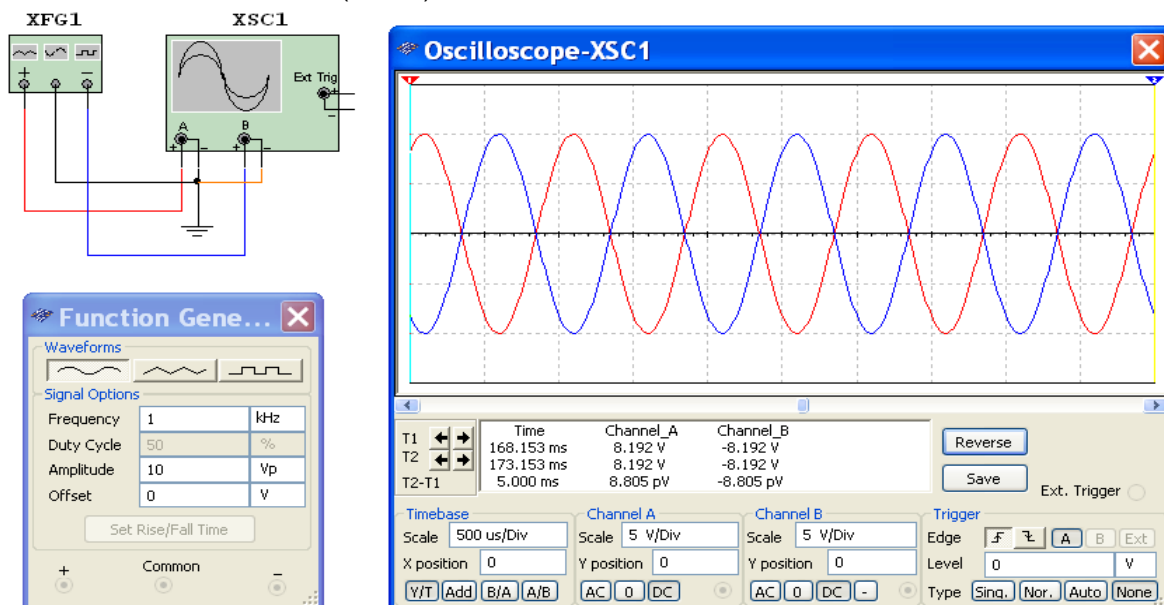 XFG1
XSC1
Ext Trig
+
-
A
B
+ -
+ -
+ -
Oscilloscope-XSC1
1
2
Function Gene...
Waveforms
Signal Options
Frequency 1 kHz
Duty Cycle 50 %
Amplitude 10 Vp
Offset 0 V
Set Rise/Fall Time
+ Common -
Time Channel_A Channel_B
T1 168.153 ms 8.192 V -8.192 V
T2 173.153 ms 8.192 V -8.192 V
T2-T1 5.000 ms 8.805 pV -8.805 pV
Reverse
Save
Ext. Trigger
Timebase
Scale 500 us/Div
X position 0
Y/T Add B/A A/B
Channel A
Scale 5 V/Div
Y position 0
AC 0 DC
Channel B
Scale 5 V/Div
Y position 0
AC 0 DC -
Trigger
Edge A B Ext
Level 0 V
Type Sing. Nor. Auto None